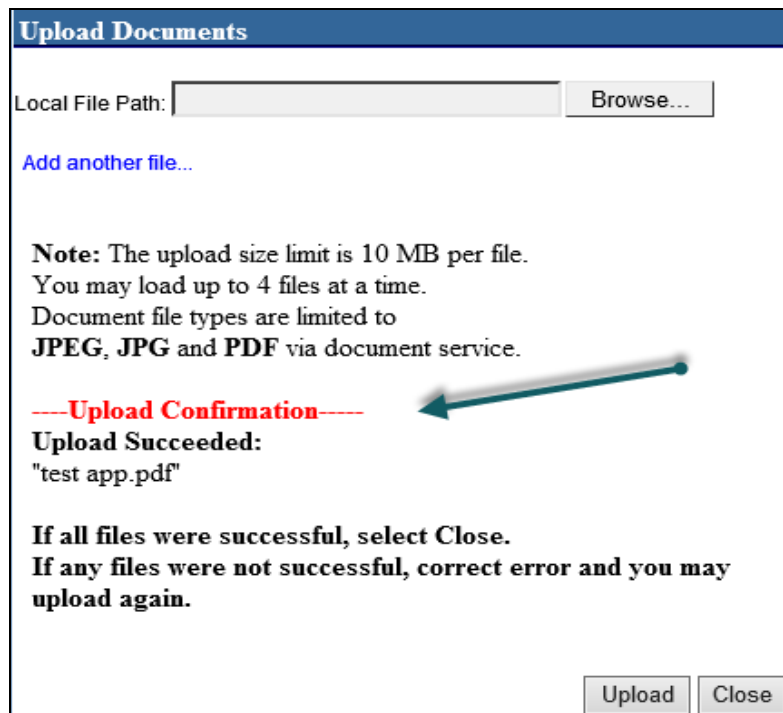 Upload Documents
Local File Path: Browse...
Add another file...
Note: The upload size limit is 10 MB per file.
You may load up to 4 files at a time.
Document file types are limited to
JPEG, JPG and PDF via document service.
----Upload Confirmation-----
Upload Succeeded:
"test app.pdf"
If all files were successful, select Close.
If any files were not successful, correct error and you may
upload again.
Upload Close